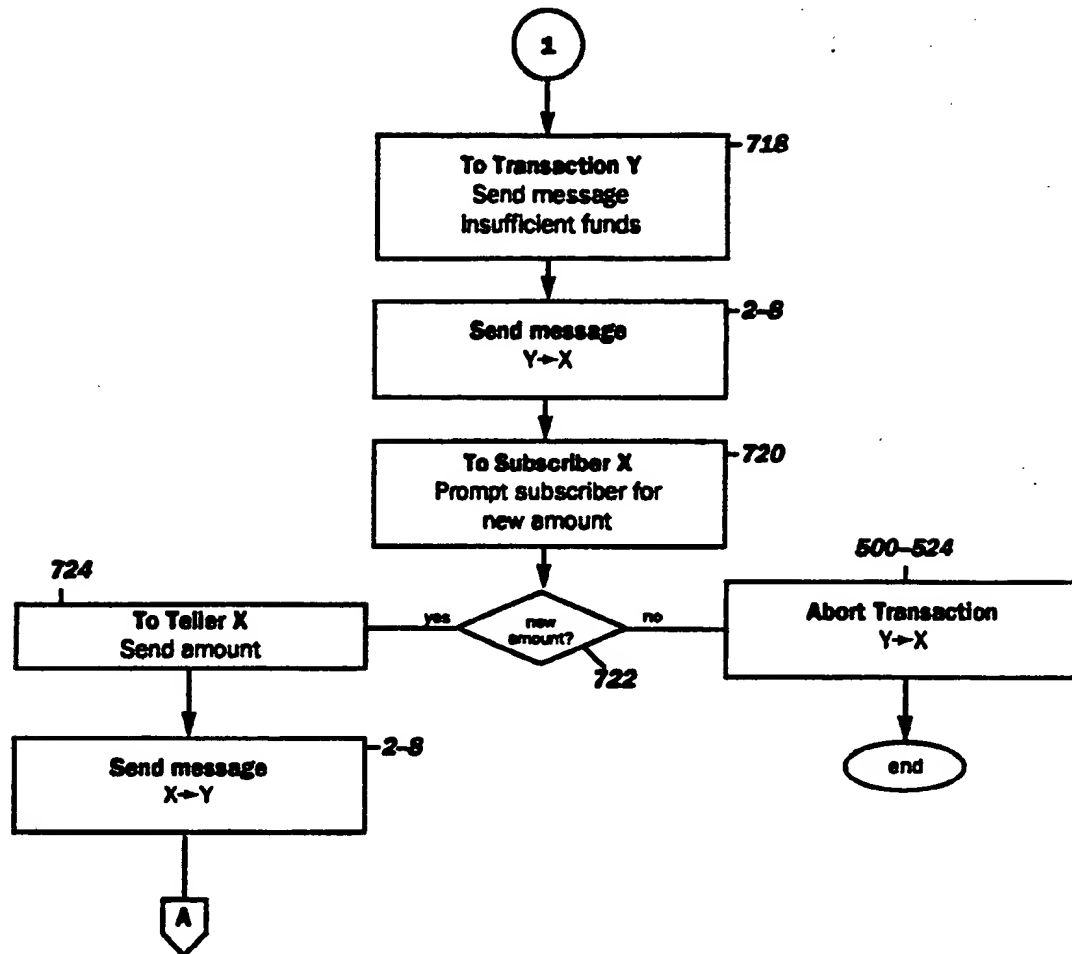 1
718
To Transaction Y
Send message
insufficient funds
2–8
Send message
Y→X
720
To Subscriber X
Prompt subscriber for
new amount
500–524
Abort Transaction
Y→X
724
To Teller X
Send amount
yes
new
amount?
no
722
end
2–8
Send message
X→Y
A